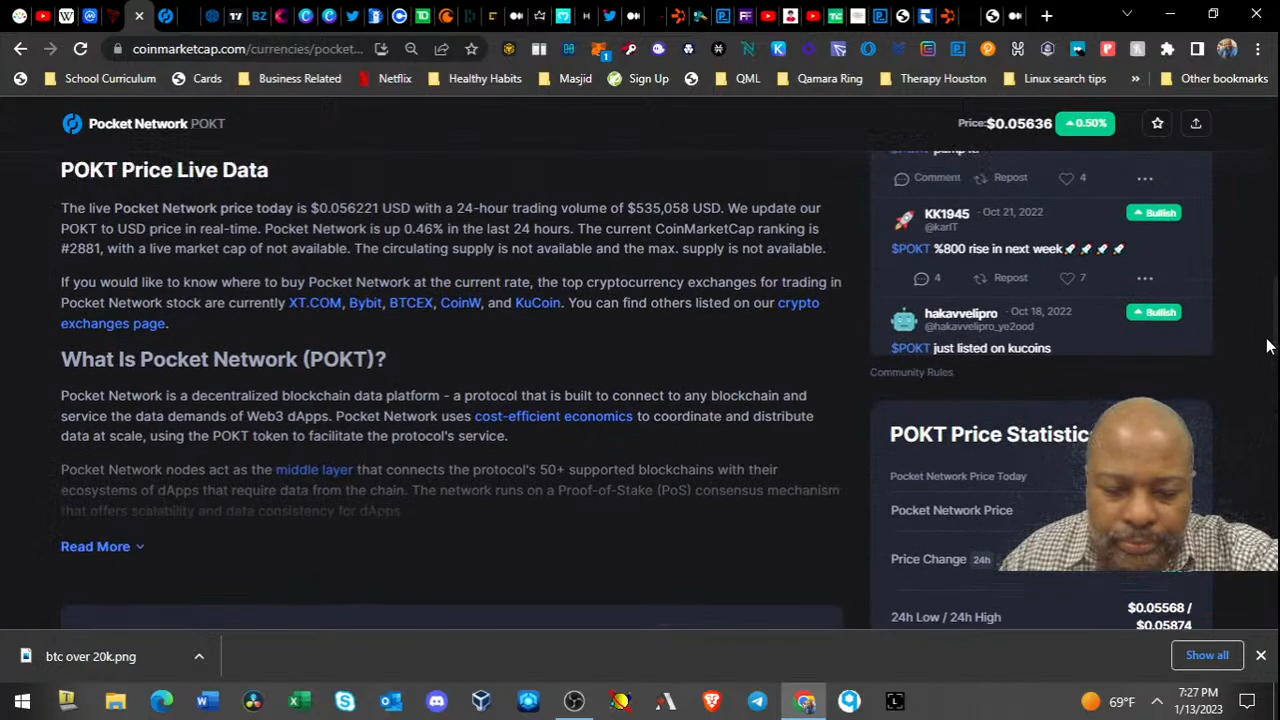 coinmarketcap.com/currencies/pocket...
School Curriculum
Cards
Business Related
Netflix
Healthy Habits
Masjid
Sign Up
QML
Qamara Ring
Therapy Houston
Linux search tips
Other bookmarks
Pocket Network POKT
Price:$0.05636
0.50%
POKT Price Live Data
The live Pocket Network price today is $0.056221 USD with a 24-hour trading volume of $535,058 USD. We update our
POKT to USD price in real-time. Pocket Network is up 0.46% in the last 24 hours. The current CoinMarketCap ranking is
#2881, with a live market cap of not available. The circulating supply is not available and the max. supply is not available.
If you would like to know where to buy Pocket Network at the current rate, the top cryptocurrency exchanges for trading in
Pocket Network stock are currently XT.COM, Bybit, BTCEX, CoinW, and KuCoin. You can find others listed on our crypto
exchanges page.
What Is Pocket Network (POKT)?
Pocket Network is a decentralized blockchain data platform - a protocol that is built to connect to any blockchain and
service the data demands of Web3 dApps. Pocket Network uses cost-efficient economics to coordinate and distribute
data at scale, using the POKT token to facilitate the protocol's service.
Pocket Network nodes act as the middle layer that connects the protocol's 50+ supported blockchains with their
ecosystems of dApps that require data from the chain. The network runs on a Proof-of-Stake (PoS) consensus mechanism
that offers scalability and data consistency for dApps.
Read More
Comment Repost 4
KK1945 · Oct 21, 2022 Bullish
@karIT
$POKT %800 rise in next week
4 Repost 7
hakavvelipro · Oct 18, 2022 Bullish
@hakavvelipro_ye2ood
$POKT just listed on kucoins
Community Rules
POKT Price Statistic
Pocket Network Price Today
Pocket Network Price
Price Change 24h
24h Low / 24h High
$0.05568 /
$0.05874
btc over 20k.png
Show all
69°F
7:27 PM
1/13/2023